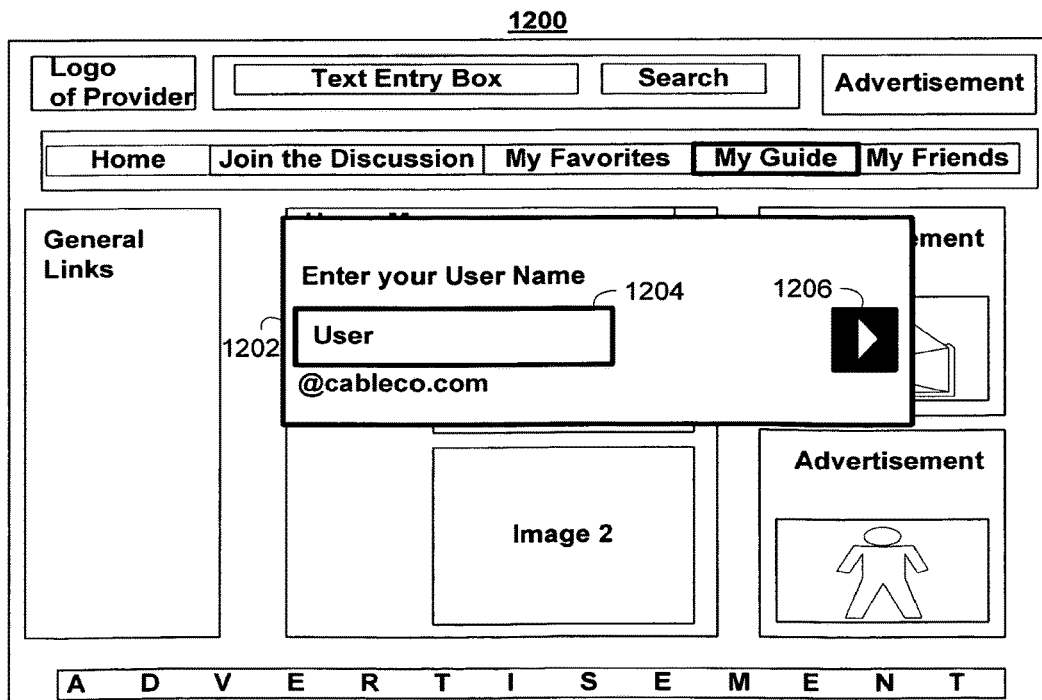 1200
Logo
of Provider
Text Entry Box
Search
Advertisement
Home
Join the Discussion
My Favorites
My Guide
My Friends
General
Links
ement
Enter your User Name
1204
1206
User
1202
@cableco.com
Advertisement
Image 2
A D V E R T I S E M E N T